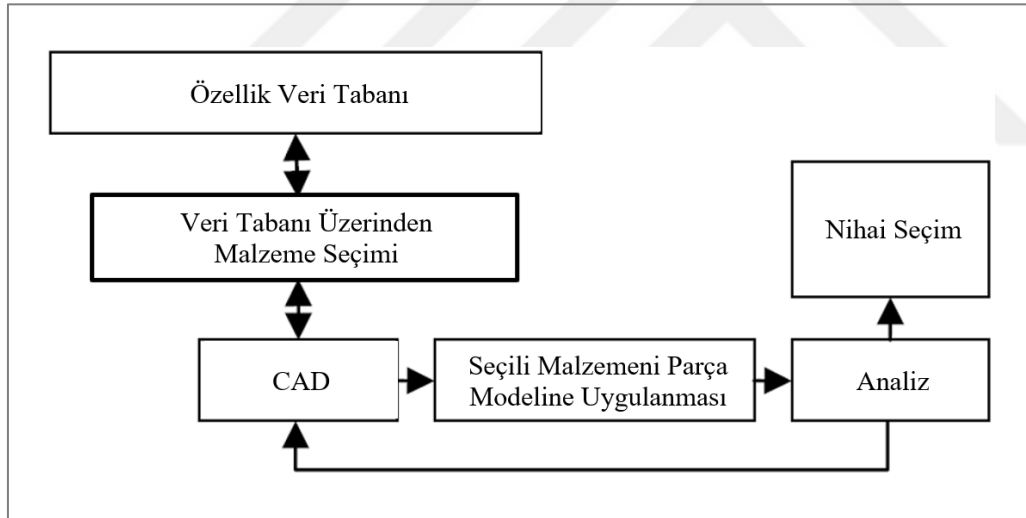 Özellik Veri Tabanı
Veri Tabanı Üzerinden
Malzeme Seçimi
Nihai Seçim
CAD
Seçili Malzemeni Parça
Modeline Uygulanması
Analiz